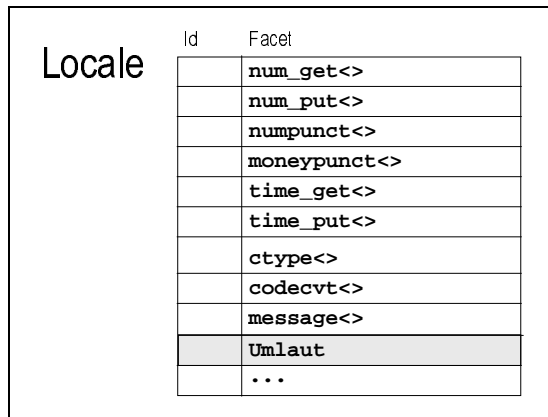 Id Facet
Locale
num_get<>
num_put<>
numpunct<>
moneypunct<>
time_get<>
time_put<>
ctype<>
codecvt<>
message<>
Umlaut
...